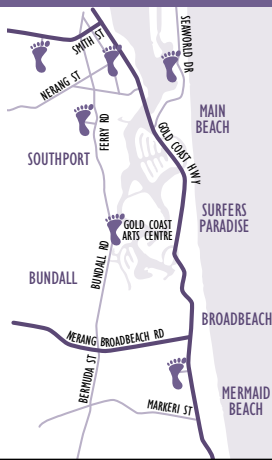 SMITH ST
SEAWORLD DR
NERANG ST
FERRY RD
MAIN
BEACH
GOLD COAST HWY
SOUTHPORT
SURFERS
PARADISE
GOLD COAST
ARTS CENTRE
BUNDALL RD
BUNDALL
BROADBEACH
NERANG BROADBEACH RD
BERMUDA ST
MARKERI ST
MERMAID
BEACH